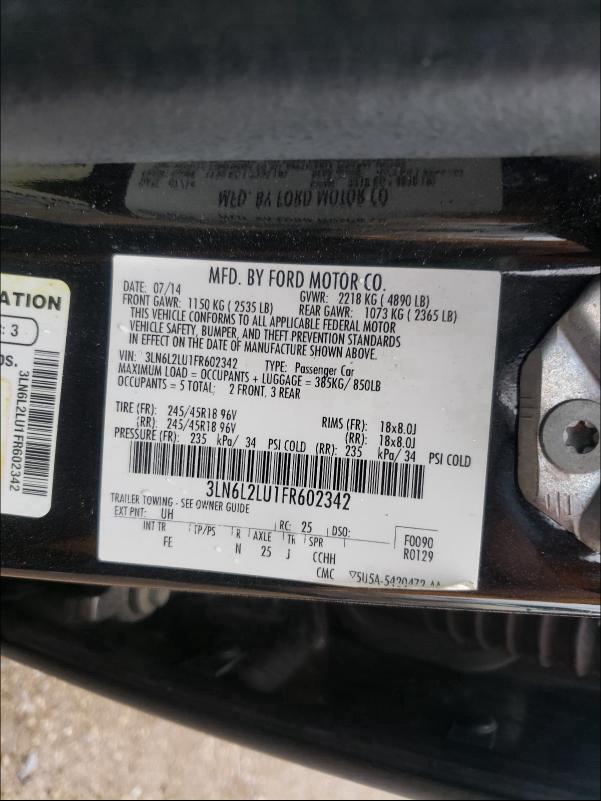 MFD. BY FORD MOTOR CO.
ATION
: 3
OS.
3LN6L2LU1FR602342
MFD. BY FORD MOTOR CO.
DATE: 07/14 GVWR: 2218 KG ( 4890 LB)
FRONT GAWR: 1150 KG ( 2535 LB) REAR GAWR: 1073 KG ( 2365 LB)
THIS VEHICLE CONFORMS TO ALL APPLICABLE FEDERAL MOTOR
VEHICLE SAFETY, BUMPER, AND THEFT PREVENTION STANDARDS
IN EFFECT ON THE DATE OF MANUFACTURE SHOWN ABOVE.
VIN: 3LN6L2LU1FR602342 TYPE: Passenger Car
MAXIMUM LOAD = OCCUPANTS + LUGGAGE = 385KG/ 850LB
OCCUPANTS = 5 TOTAL; 2 FRONT, 3 REAR
TIRE (FR): 245/45R18 96V RIMS (FR): 18x8.0J
(RR): 245/45R18 96V (RR): 18x8.0J
PRESSURE (FR): 235 kPa/ 34 PSI COLD (RR): 235 kPa/ 34 PSI COLD
3LN6L2LU1FR602342
TRAILER TOWING - SEE OWNER GUIDE
EXT PNT: UH RC: 25 DSO: F0090
INT TR TP/PS R AXLE TR SPR R0129
FE N 25 J CCHH
CMC ▽5USA-5420472-AA